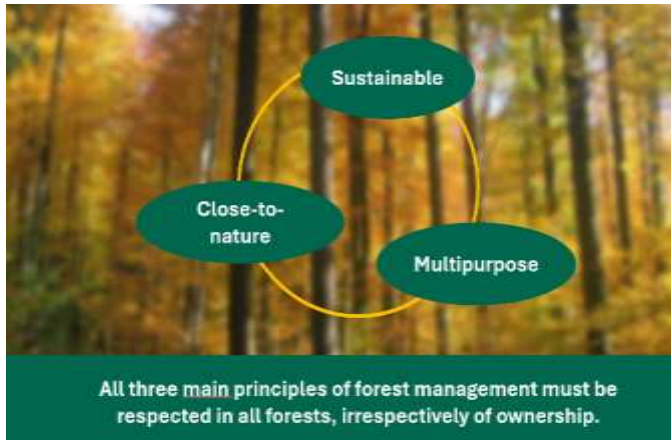 Sustainable
Close-to-
nature
Multipurpose
All three main principles of forest management must be
respected in all forests, irrespectively of ownership.